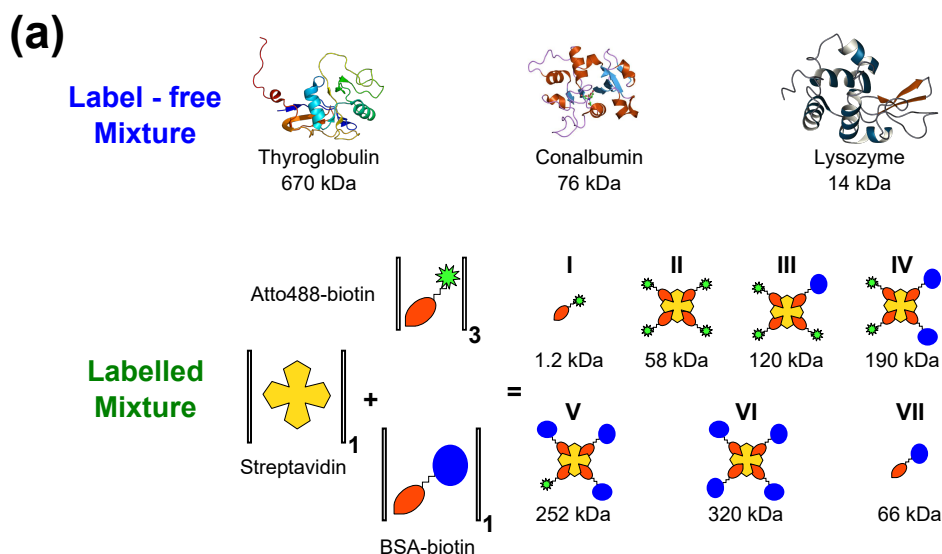 (a)
Label - free
Mixture
Thyroglobulin
670 kDa
Conalbumin
76 kDa
Lysozyme
14 kDa
Labelled
Mixture
Atto488-biotin
3
Streptavidin
1
+
BSA-biotin
1
=
I
1.2 kDa
II
58 kDa
III
120 kDa
IV
190 kDa
V
252 kDa
VI
320 kDa
VII
66 kDa